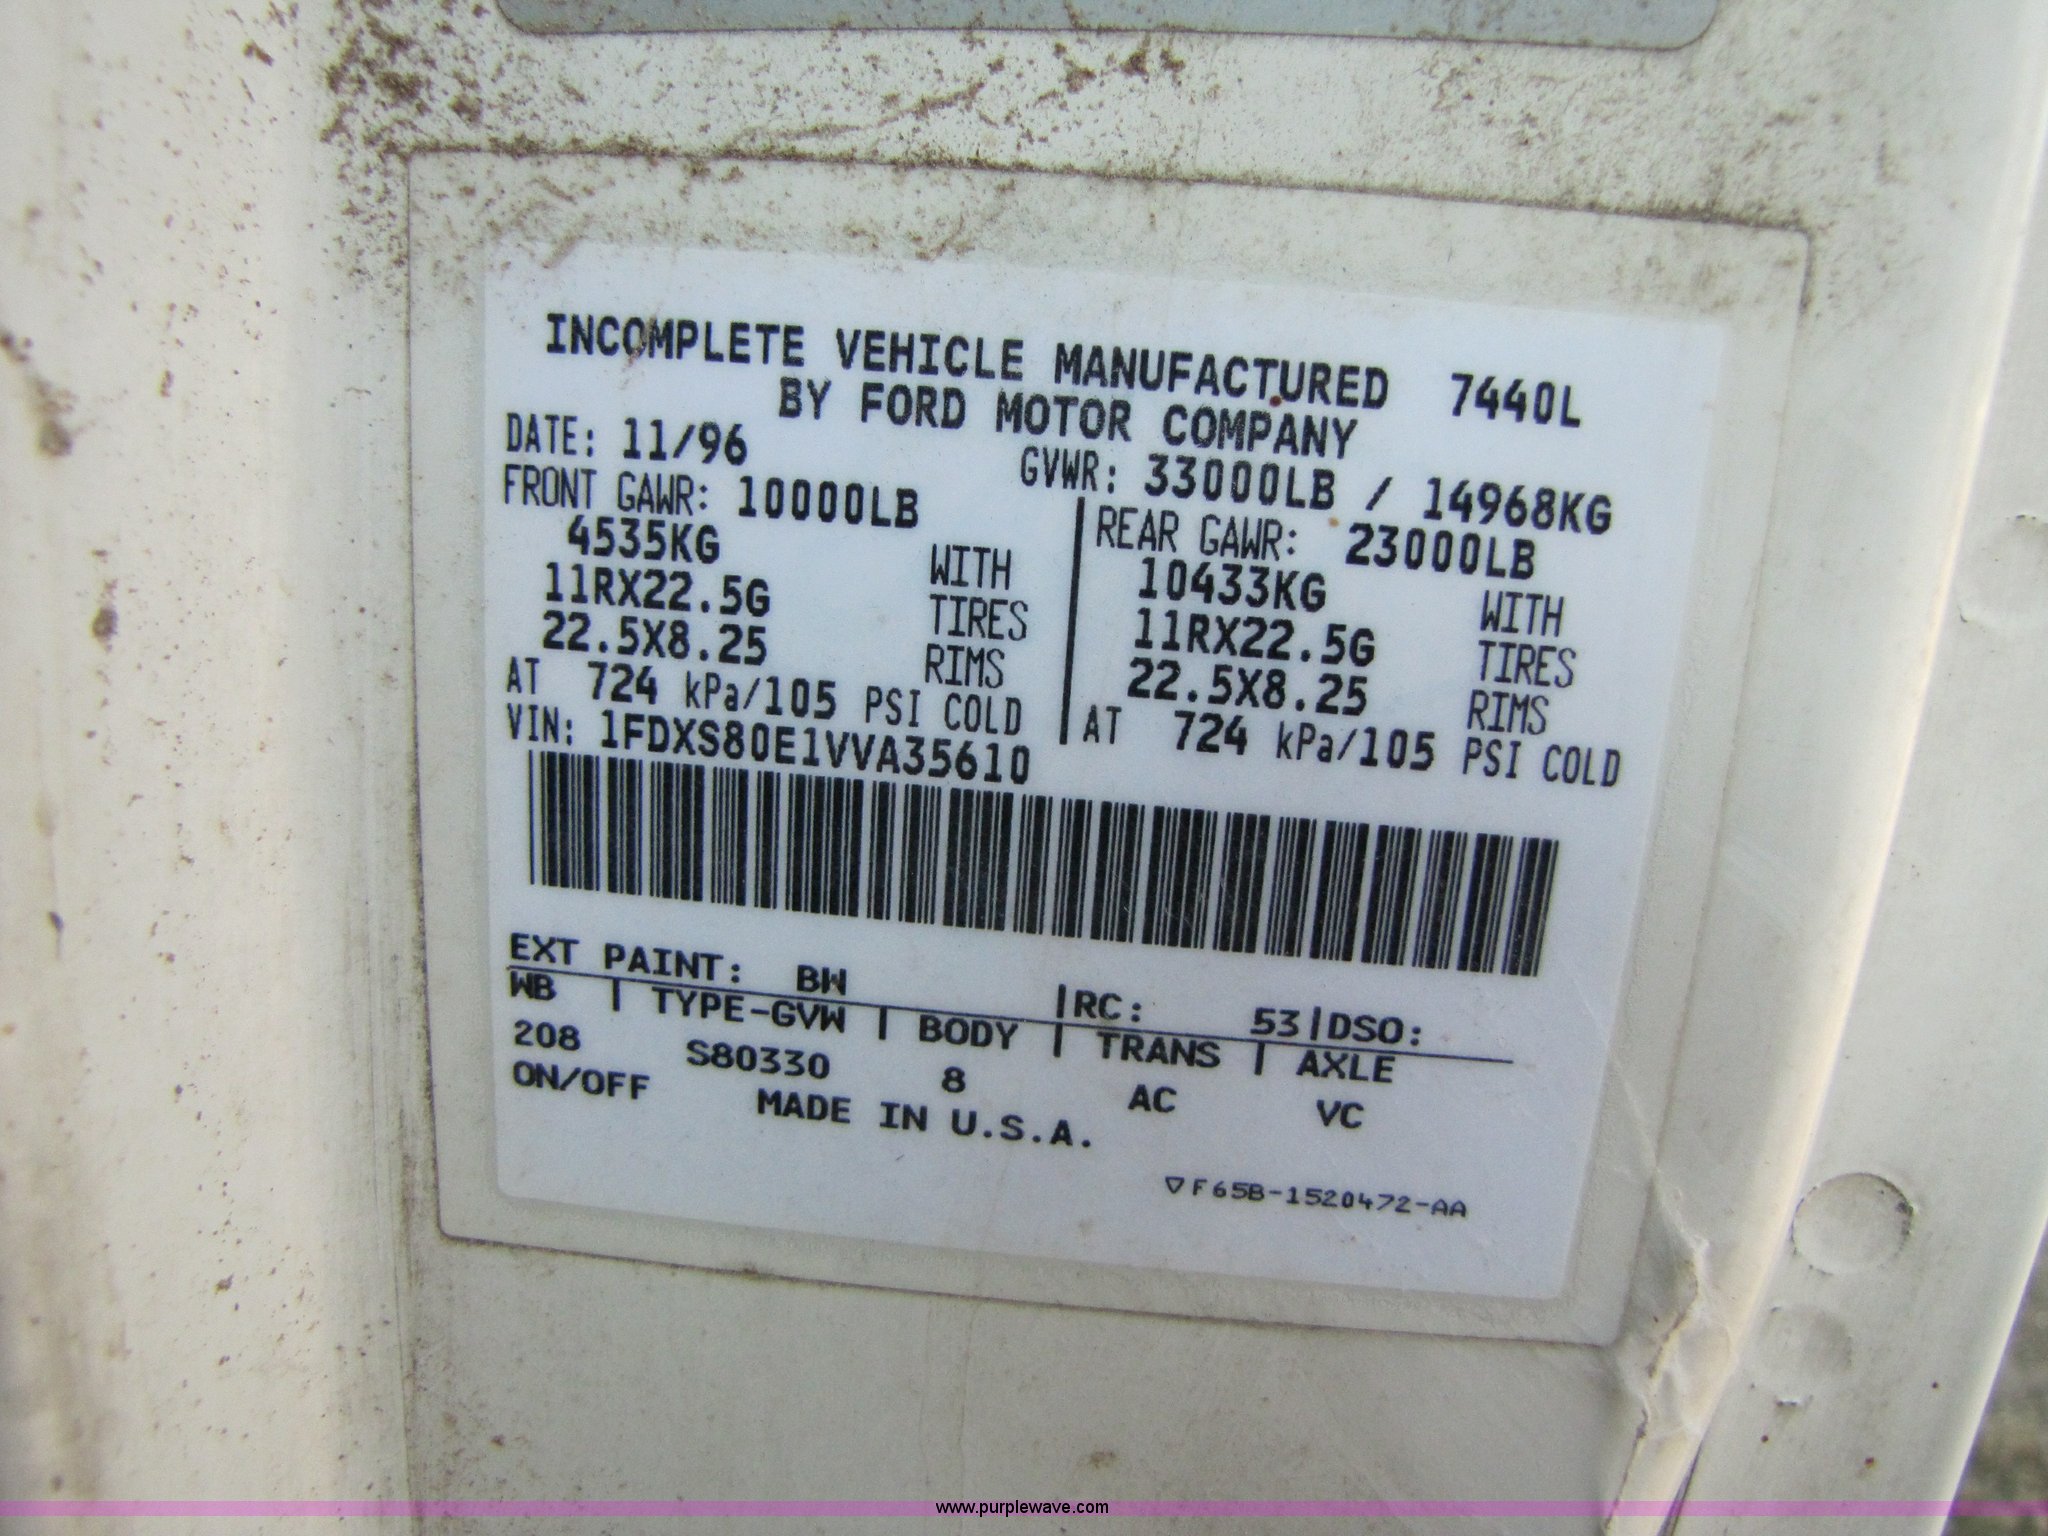 INCOMPLETE VEHICLE MANUFACTURED 7440L
BY FORD MOTOR COMPANY
DATE: 11/96 GVWR: 33000LB / 14968KG
FRONT GAWR: 10000LB REAR GAWR: 23000LB
4535KG WITH 10433KG WITH
11RX22.5G TIRES 11RX22.5G TIRES
22.5X8.25 RIMS 22.5X8.25 RIMS
AT 724 kPa/105 PSI COLD AT 724 kPa/105 PSI COLD
VIN: 1FDXS80E1VVA35610
EXT PAINT: BW |RC: 53|DSO:
WB | TYPE-GVW | BODY | TRANS | AXLE
208 S80330 8 AC VC
ON/OFF MADE IN U.S.A.
▽F65B-1520472-AA
www.purplewave.com